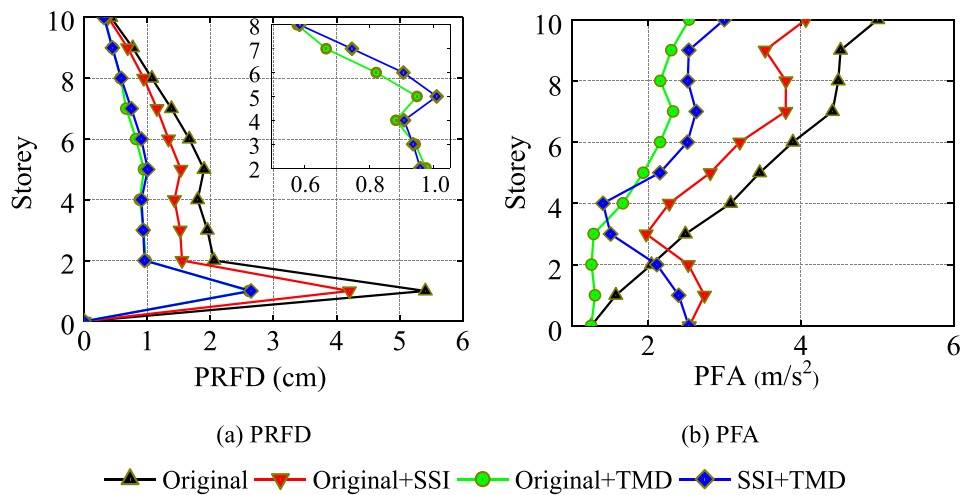 10
8
6
4
2
0
Storey
8
7
6
5
4
3
2
0.6 0.8 1.0
0 1 2 3 4 5 6
PRFD (cm)
(a) PRFD
10
8
6
4
2
0
Storey
2 4 6
PFA (m/s²)
(b) PFA
Original Original+SSI Original+TMD SSI+TMD